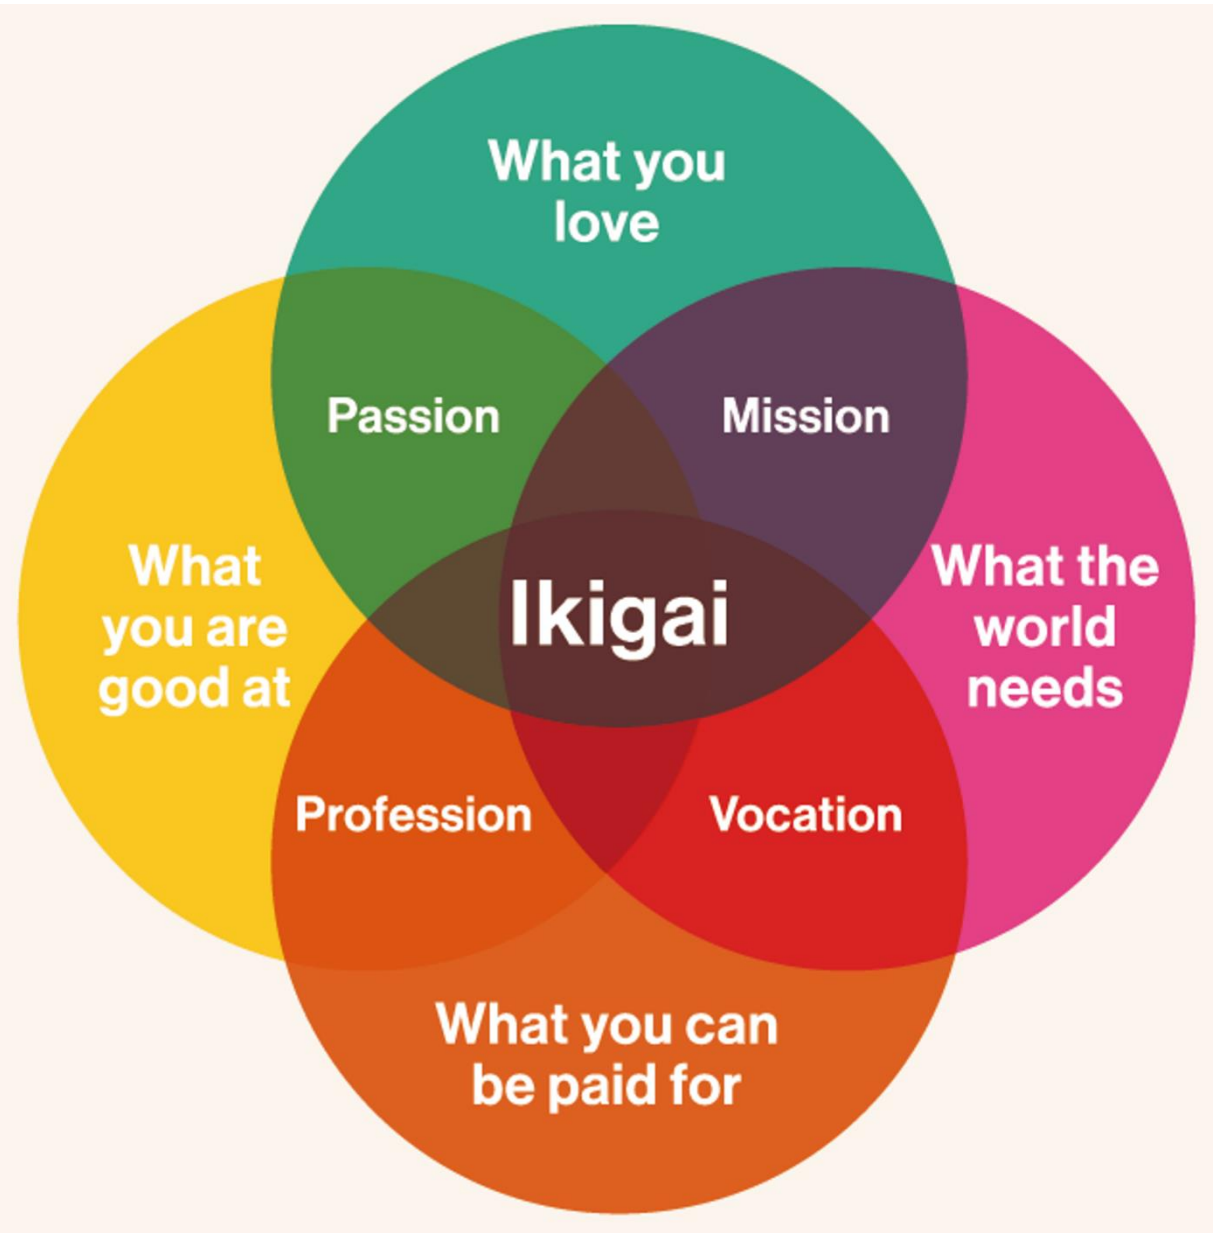 What you
love
Passion
Mission
What
you are
good at
Ikigai
What the
world
needs
Profession
Vocation
What you can
be paid for